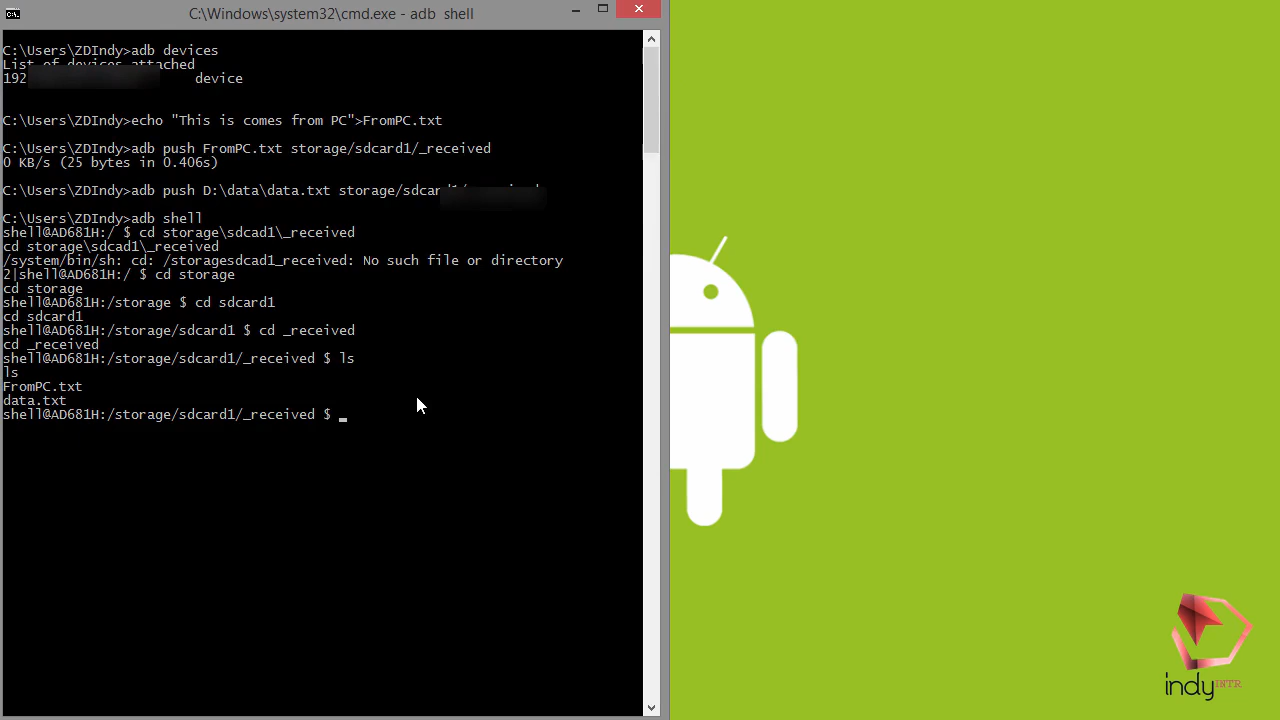 C:\Windows\system32\cmd.exe - adb shell
C:\Users\ZDIndy>adb devices
List of devices attached
192 device
C:\Users\ZDIndy>echo "This is comes from PC">FromPC.txt
C:\Users\ZDIndy>adb push FromPC.txt storage/sdcard1/_received
0 KB/s (25 bytes in 0.406s)
C:\Users\ZDIndy>adb push D:\data\data.txt
C:\Users\ZDIndy>adb shell
shell@AD681H:/ $ cd storage\sdcad1\_received
cd storage\sdcad1\_received
/system/bin/sh: cd: /storagesdcad1_received: No such file or directory
2|shell@AD681H:/ $ cd storage
cd storage
shell@AD681H:/storage $ cd sdcard1
cd sdcard1
shell@AD681H:/storage/sdcard1 $ cd _received
cd _received
shell@AD681H:/storage/sdcard1/_received $ ls
ls
FromPC.txt
data.txt
shell@AD681H:/storage/sdcard1/_received $ _
indy INTR